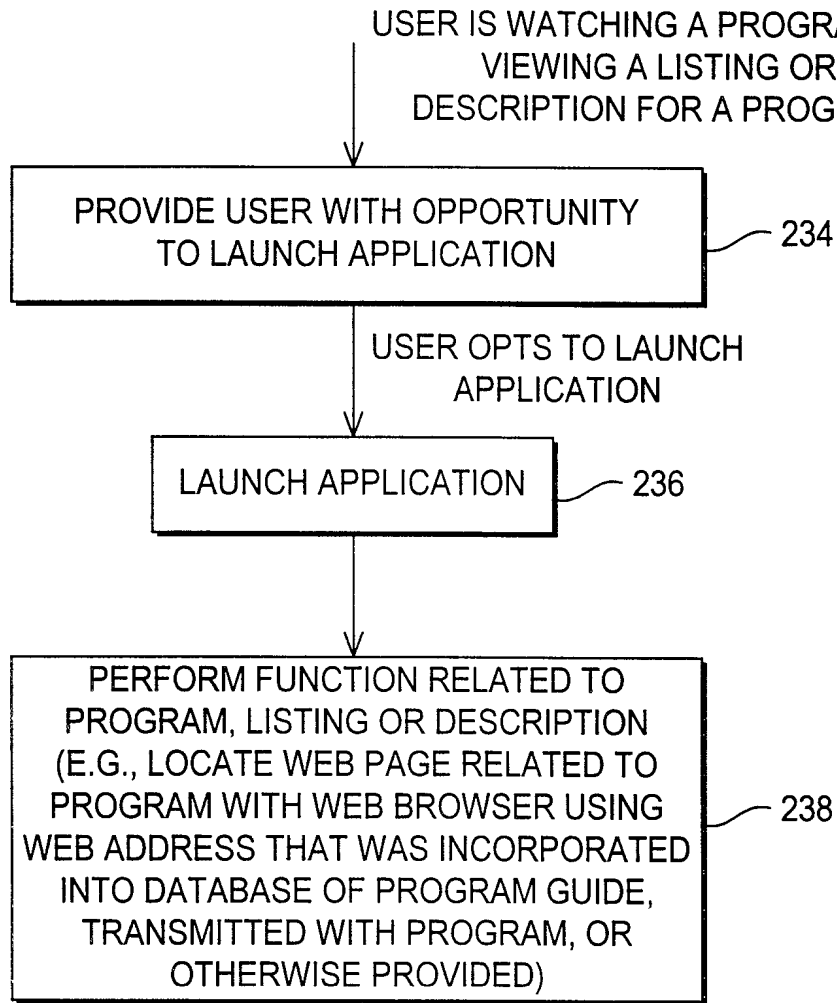 USER IS WATCHING A
VIEWING A LISTING OR
DESCRIPTION FOR A
PROVIDE USER WITH OPPORTUNITY
TO LAUNCH APPLICATION
234
USER OPTS TO LAUNCH
APPLICATION
LAUNCH APPLICATION
236
PERFORM FUNCTION RELATED TO
PROGRAM, LISTING OR DESCRIPTION
(E.G., LOCATE WEB PAGE RELATED TO
PROGRAM WITH WEB BROWSER USING
WEB ADDRESS THAT WAS INCORPORATED
INTO DATABASE OF PROGRAM GUIDE,
TRANSMITTED WITH PROGRAM, OR
OTHERWISE PROVIDED)
238